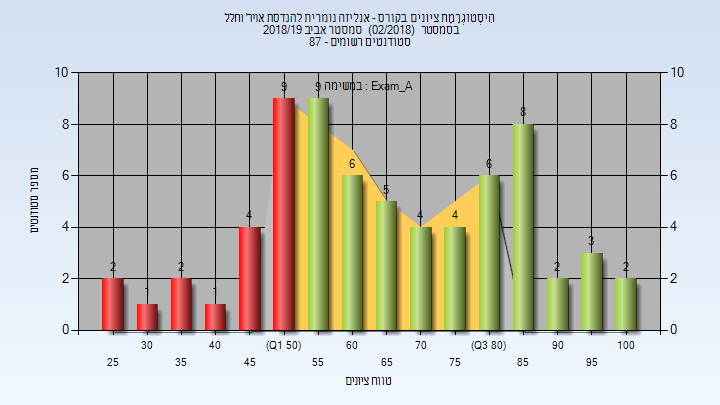 היסטוגרמת ציונים בקורס - אנליזה נומרית להנדסת אויר וחלל
בסמסטר (02/2018) סמסטר אביב 2018/19
סטודנטים רשומים - 87
במשימה : Exam_A
מספר סטודנטים
10 10
8 8
6 6
4 4
2 2
0 0
2 1 2 1 4 9 9 6 5 4 4 6 8 2 3 2
30 40 (Q1 50) 60 70 (Q3 80) 90 100
25 35 45 55 65 75 85 95
טווח ציונים